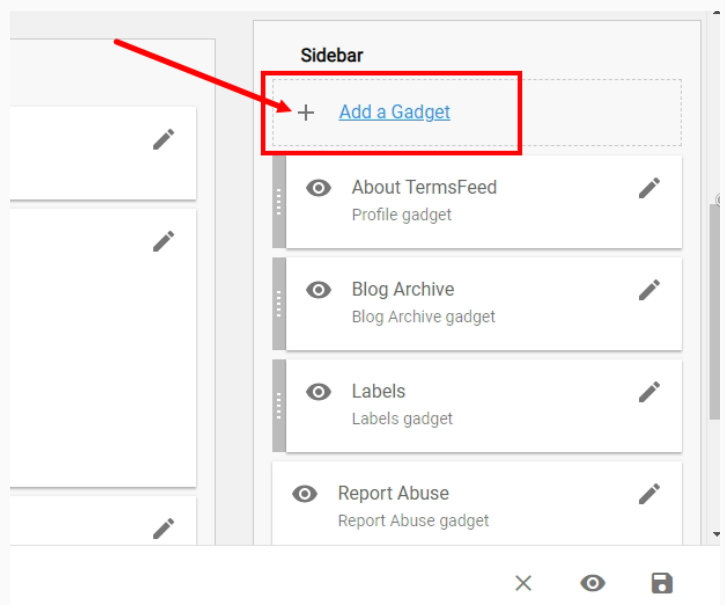 Sidebar
Add a Gadget
About TermsFeed
Profile gadget
Blog Archive
Blog Archive gadget
Labels
Labels gadget
Report Abuse
Report Abuse gadget